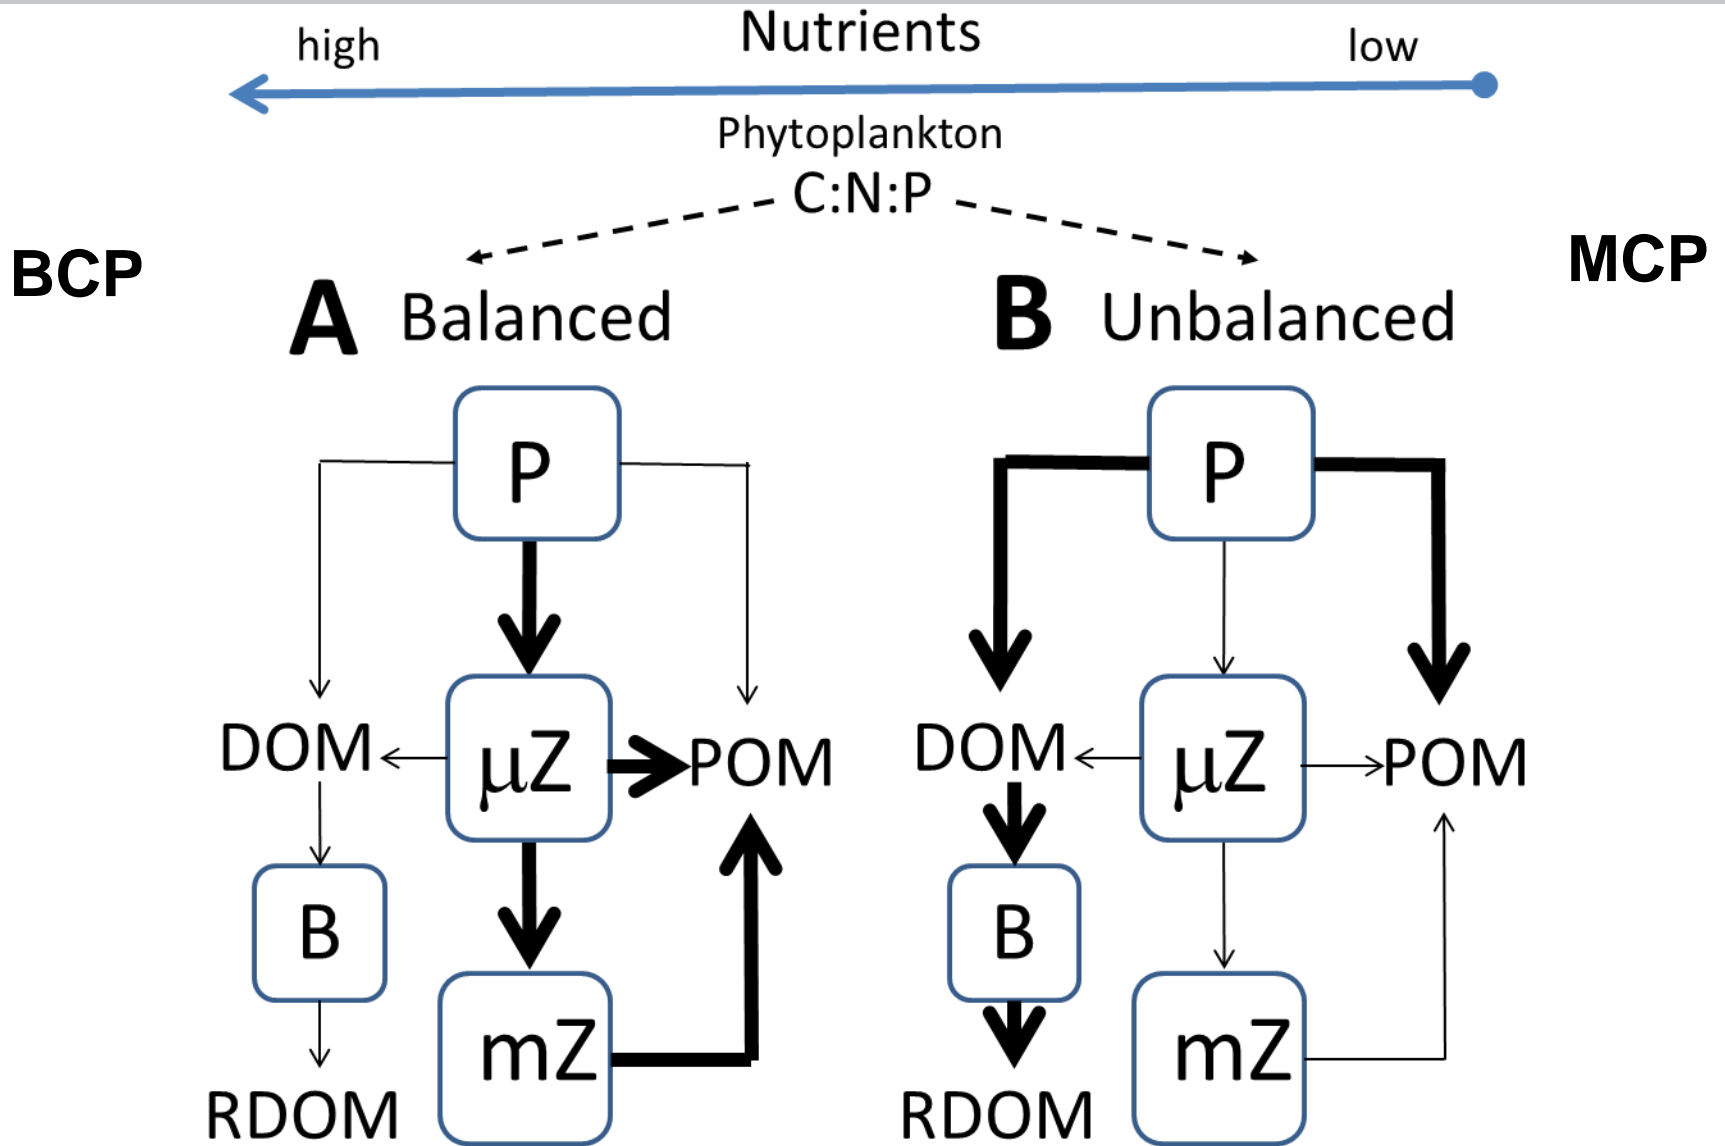 Nutrients
high
low
Phytoplankton
C:N:P
BCP
MCP
A Balanced
B Unbalanced
P
DOM
μZ
POM
B
mZ
RDOM
P
DOM
μZ
POM
B
mZ
RDOM